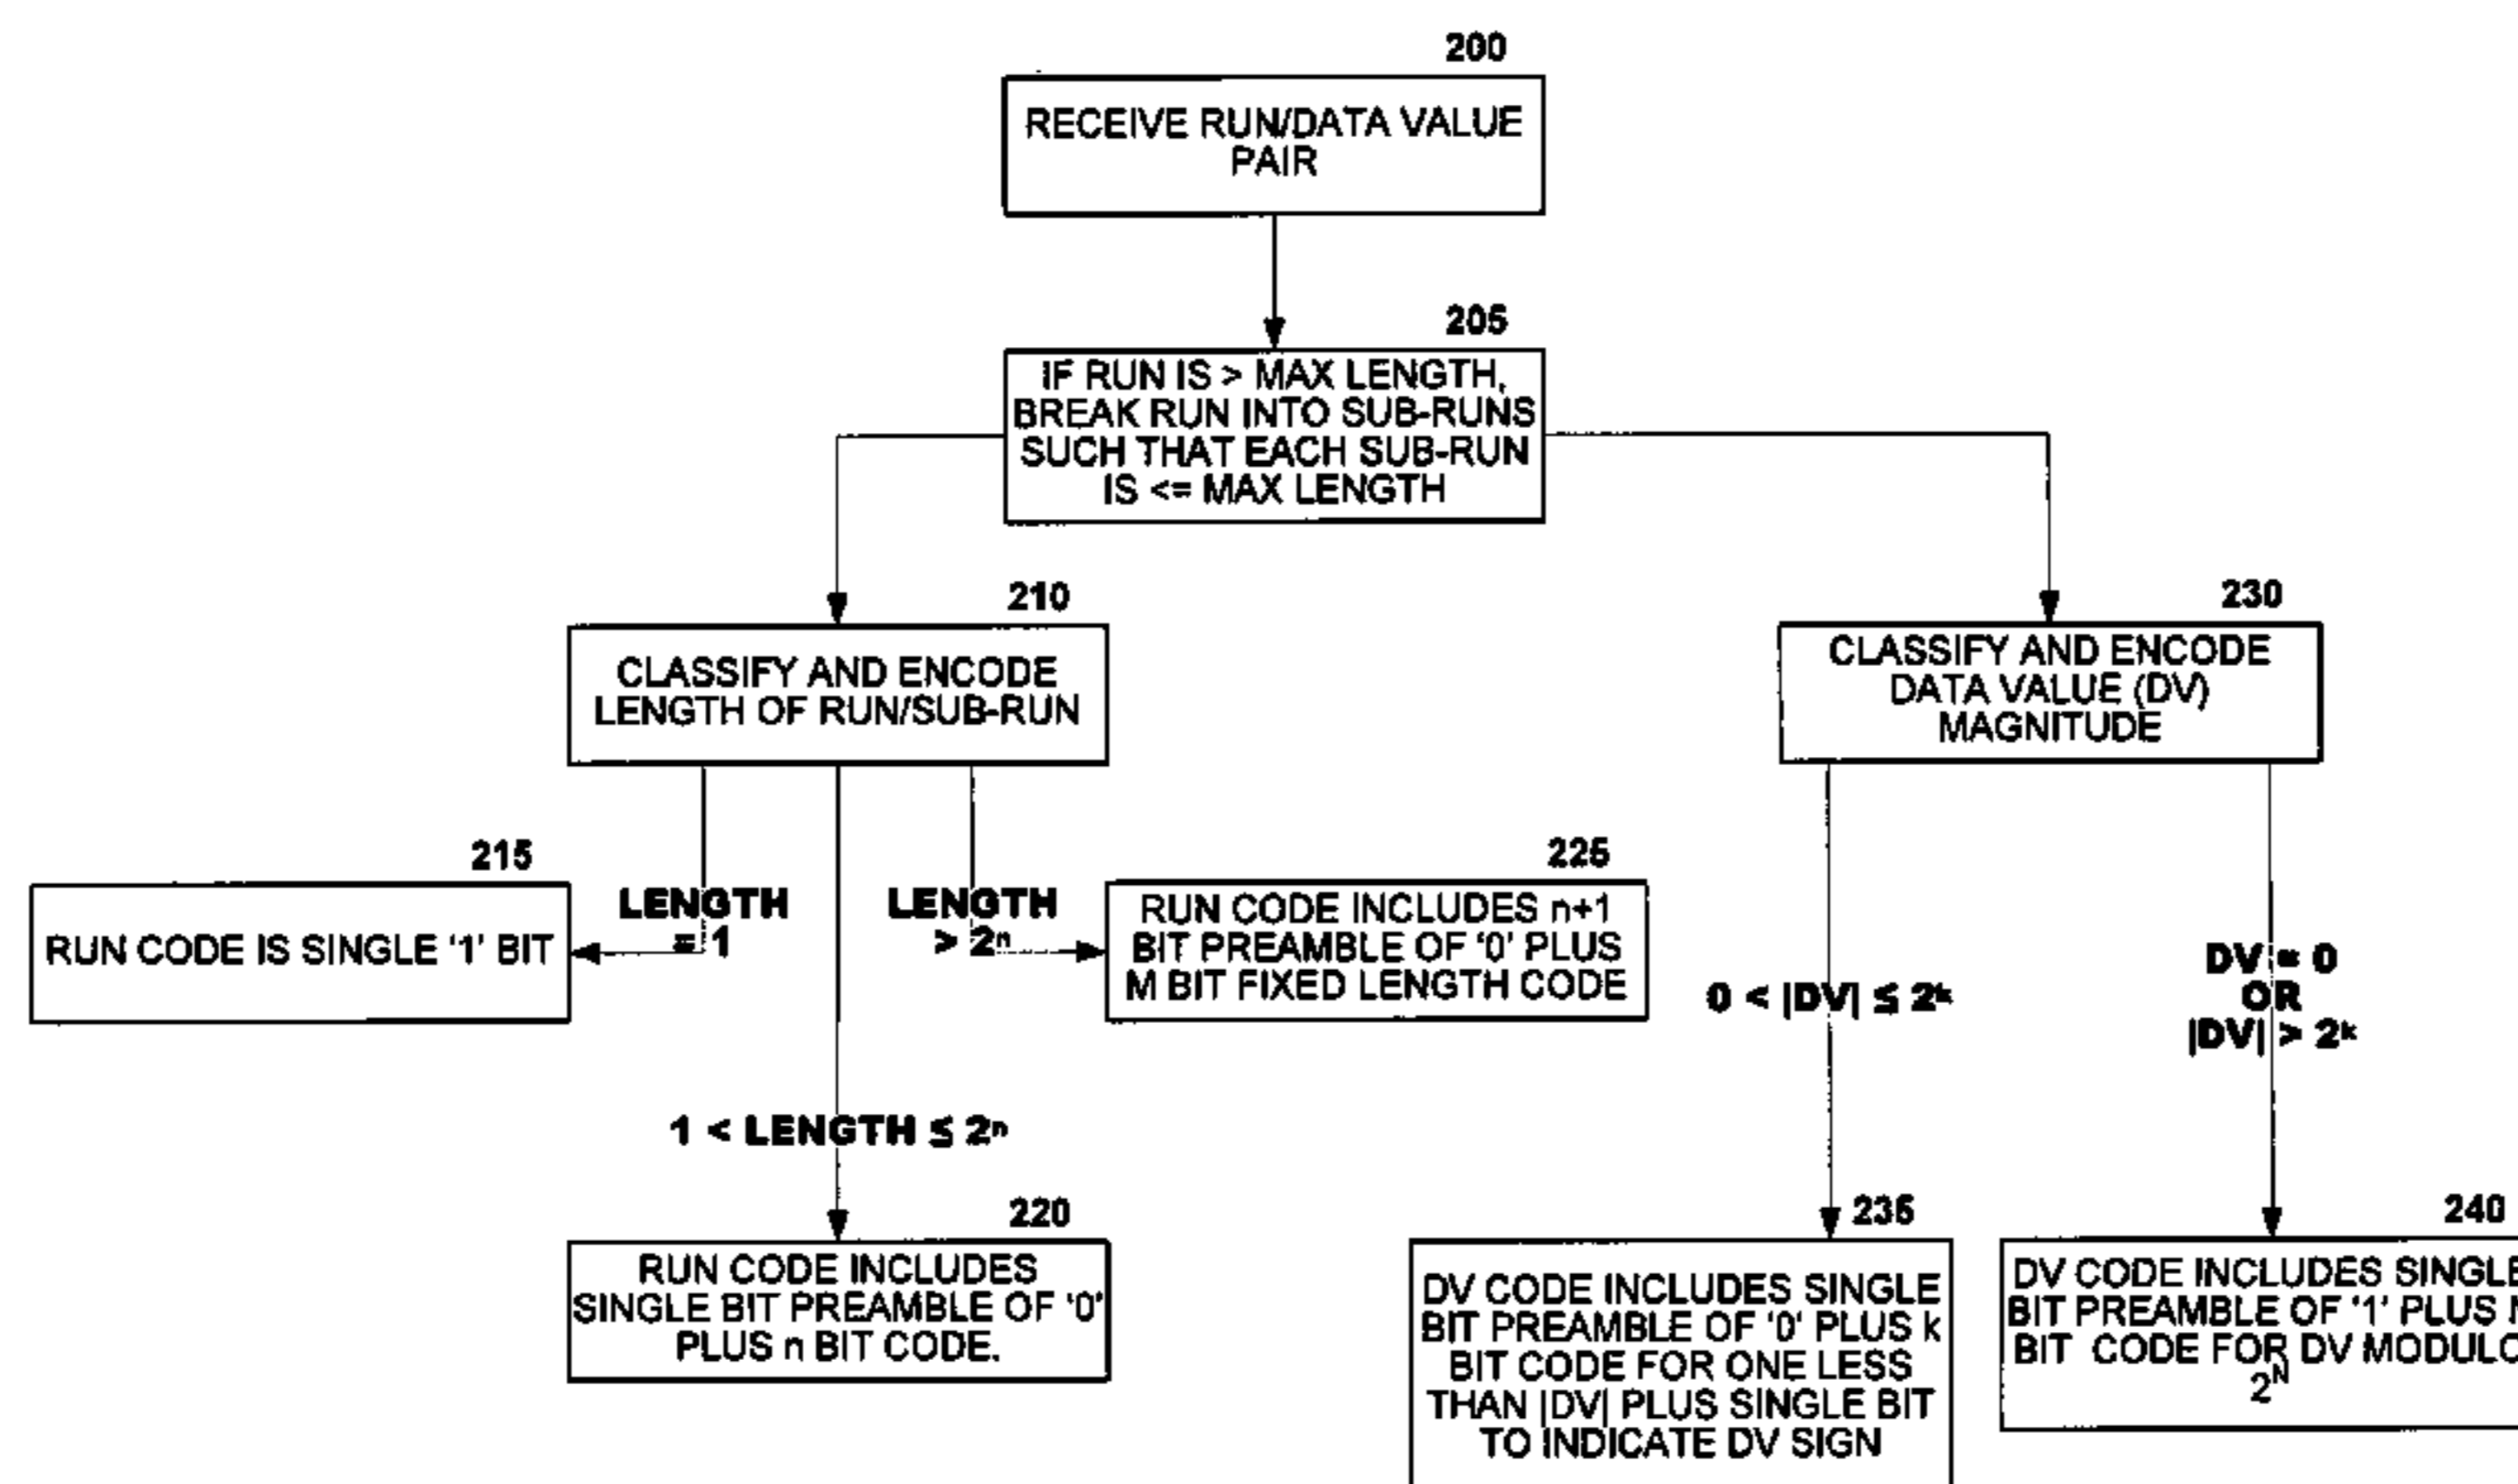 200
RECEIVE RUN/DATA VALUE
PAIR
205
IF RUN IS > MAX LENGTH,
BREAK RUN INTO SUB-RUNS
SUCH THAT EACH SUB-RUN
IS <= MAX LENGTH
210
CLASSIFY AND ENCODE
LENGTH OF RUN/SUB-RUN
230
CLASSIFY AND ENCODE
DATA VALUE (DV)
MAGNITUDE
215
RUN CODE IS SINGLE ‘1’ BIT
LENGTH
= 1
LENGTH
> 2ⁿ
225
RUN CODE INCLUDES n+1
BIT PREAMBLE OF ‘0’ PLUS
M BIT FIXED LENGTH CODE
0 < |DV| ≤ 2ᵏ
DV = 0
OR
|DV| > 2ᵏ
1 < LENGTH ≤ 2ⁿ
220
RUN CODE INCLUDES
SINGLE BIT PREAMBLE OF ‘0’
PLUS n BIT CODE.
235
DV CODE INCLUDES SINGLE
BIT PREAMBLE OF ‘0’ PLUS k
BIT CODE FOR ONE LESS
THAN |DV| PLUS SINGLE BIT
TO INDICATE DV SIGN
240
DV CODE INCLUDES SINGLE
BIT PREAMBLE OF ‘1’ PLUS
BIT CODE FOR DV MODULO
2ᴺ